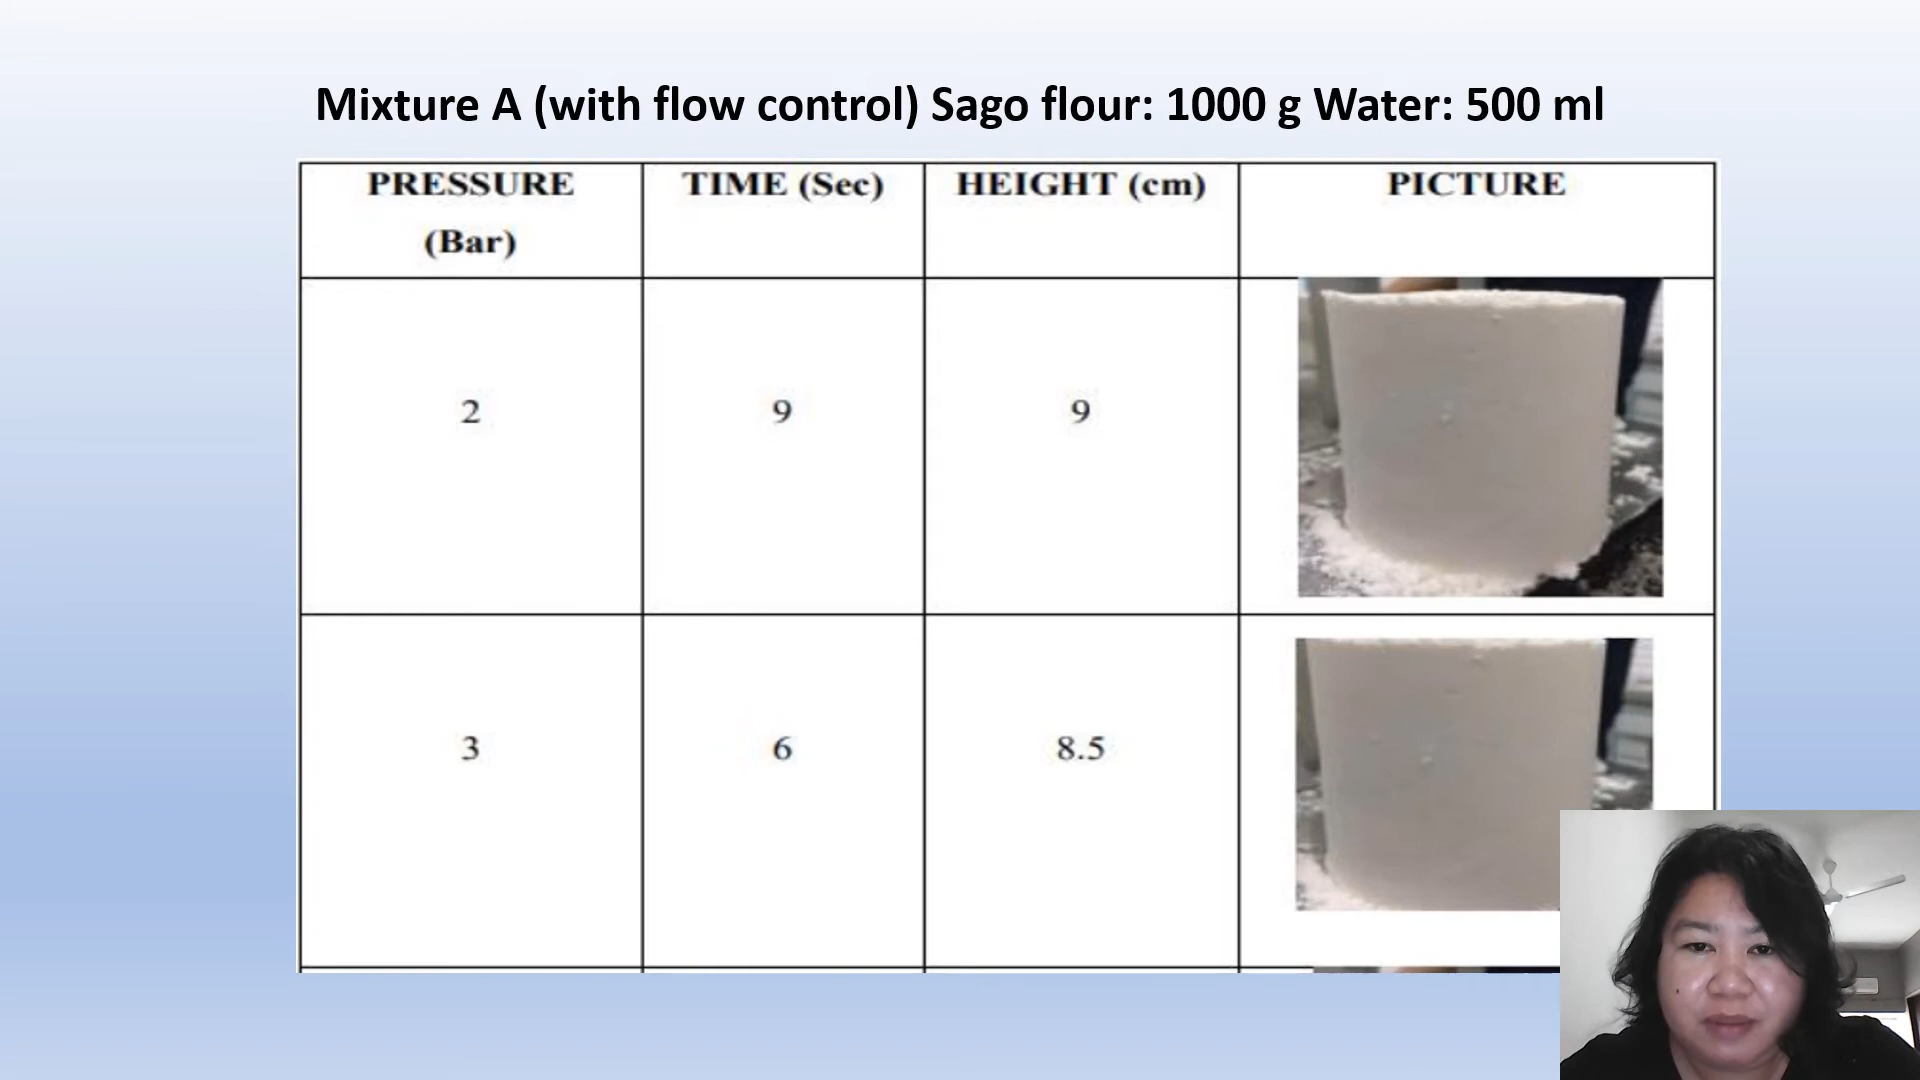 Mixture A (with flow control) Sago flour: 1000 g Water: 500 ml
PRESSURE (Bar) TIME (Sec) HEIGHT (cm) PICTURE
2 9 9
3 6 8.5